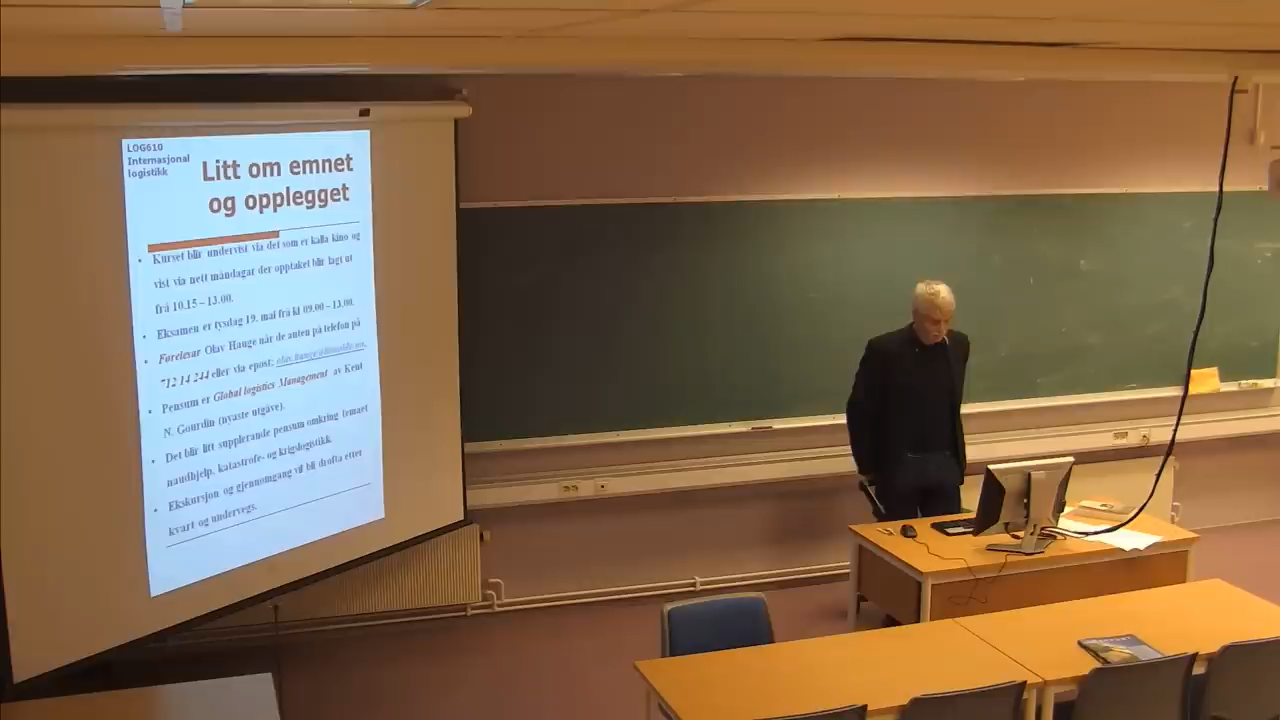 LOG610
Internasjonal
logistikk
Litt om emnet
og opplegget
• Kurset blir undervist via det som er kalla kino og
vist via nett måndagar der opptaket blir lagt ut
frå 10.15 – 13.00.
• Eksamen er tysdag 19. mai frå kl 09.00 – 13.00.
• Førelesar Olav Hauge når de anten på telefon på
712 14 244 eller via epost:
• Pensum er Global logistics Management av Kent
N. Gourdin (nyaste utgåve).
• Det blir litt supplerande pensum omkring temaet
naudhjelp, katastrofe- og krigslogistikk.
• Ekskursjon og gjennomgang vil bli drøfta etter
kvart og undervegs.